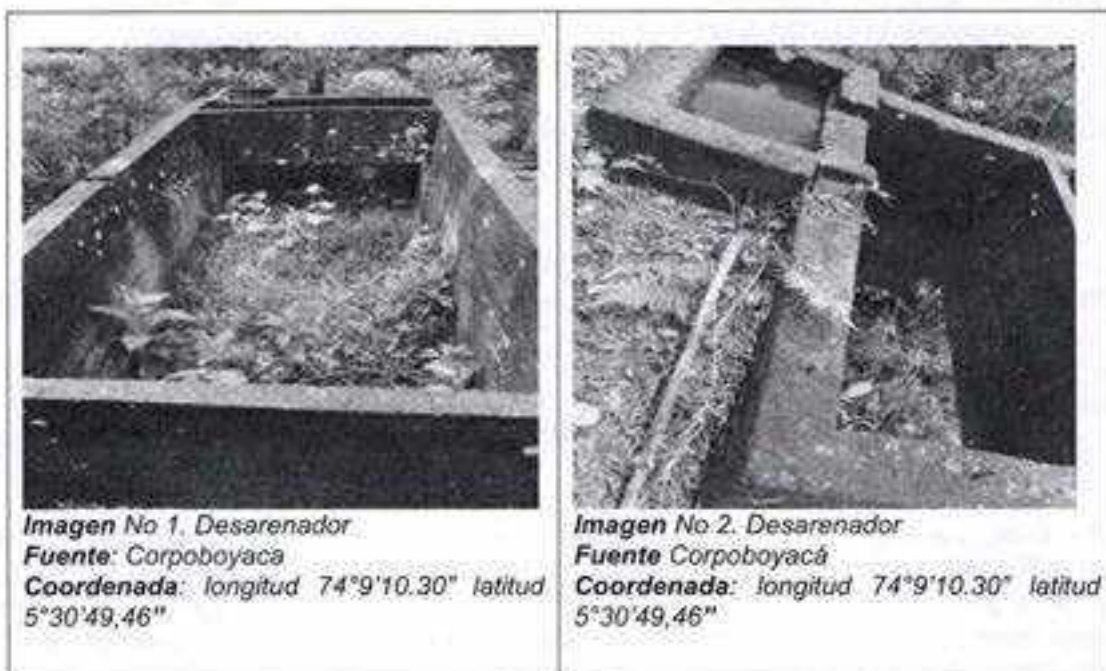 Imagen No 1. Desarenador
Fuente: Corpoboyaca
Coordenada: longitud 74°9'10.30" latitud
5°30'49,46"
Imagen No 2. Desarenador
Fuente Corpoboyacá
Coordenada: longitud 74°9'10.30" latitud
5°30'49,46"